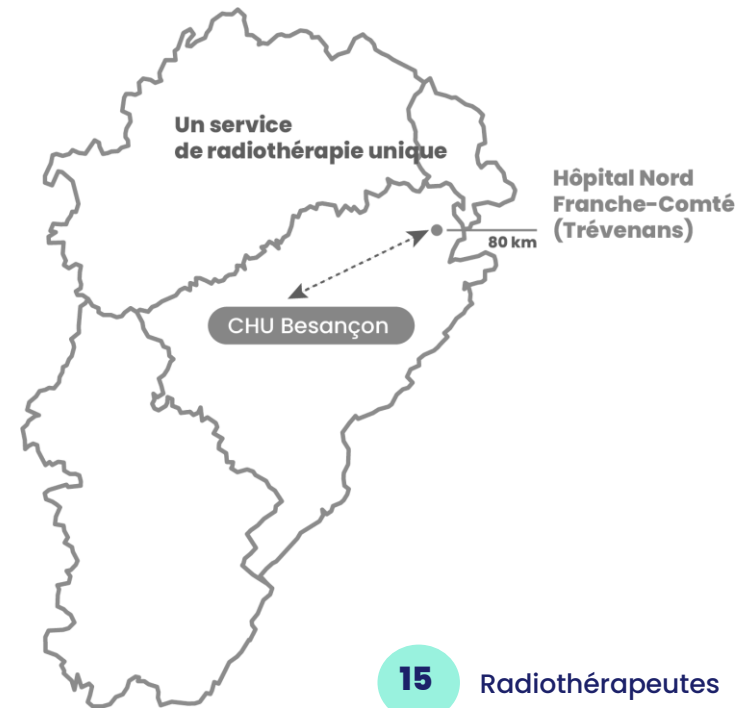 Un service
de radiothérapie unique
Hôpital Nord
Franche-Comté
(Trévenans)
80 km
CHU Besançon
15 Radiothérapeutes